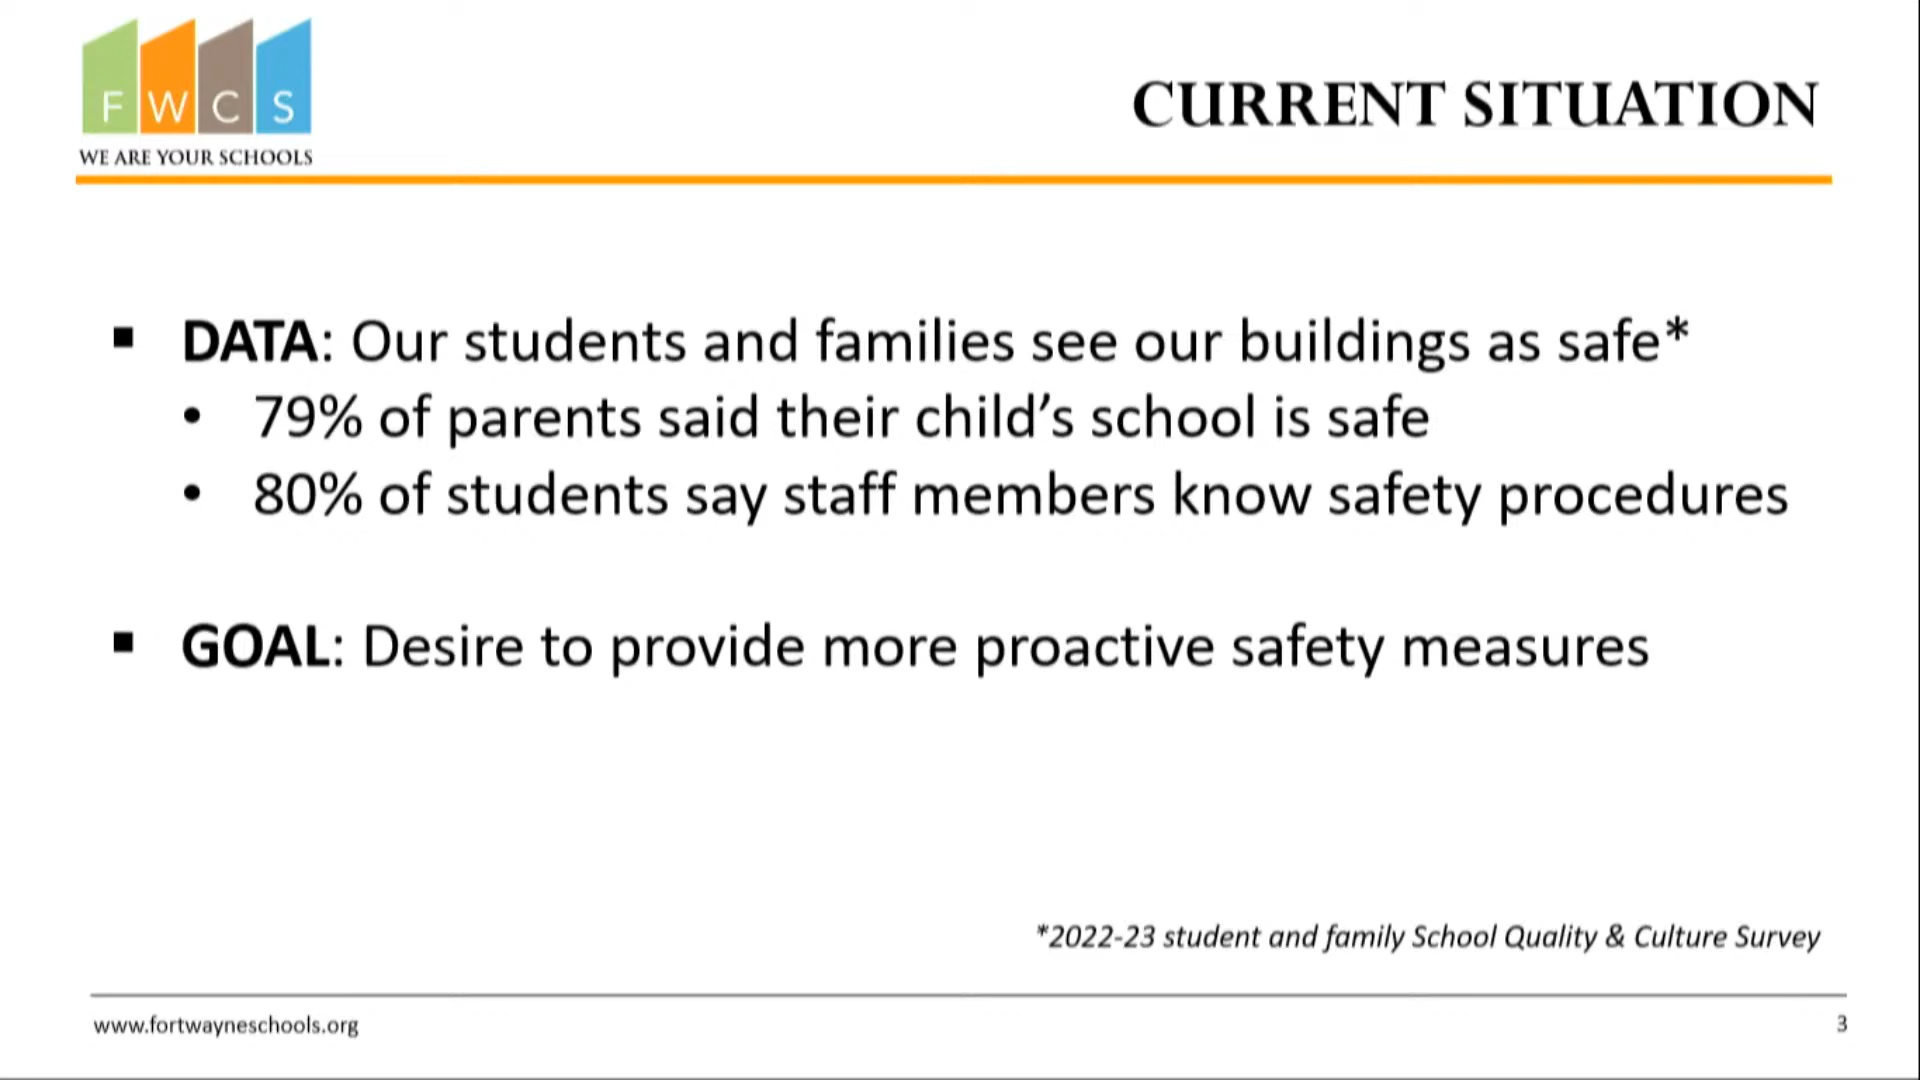 F W C S
WE ARE YOUR SCHOOLS
CURRENT SITUATION
▪ DATA: Our students and families see our buildings as safe*
• 79% of parents said their child’s school is safe
• 80% of students say staff members know safety procedures
▪ GOAL: Desire to provide more proactive safety measures
*2022-23 student and family School Quality & Culture Survey
www.fortwayneschools.org
3